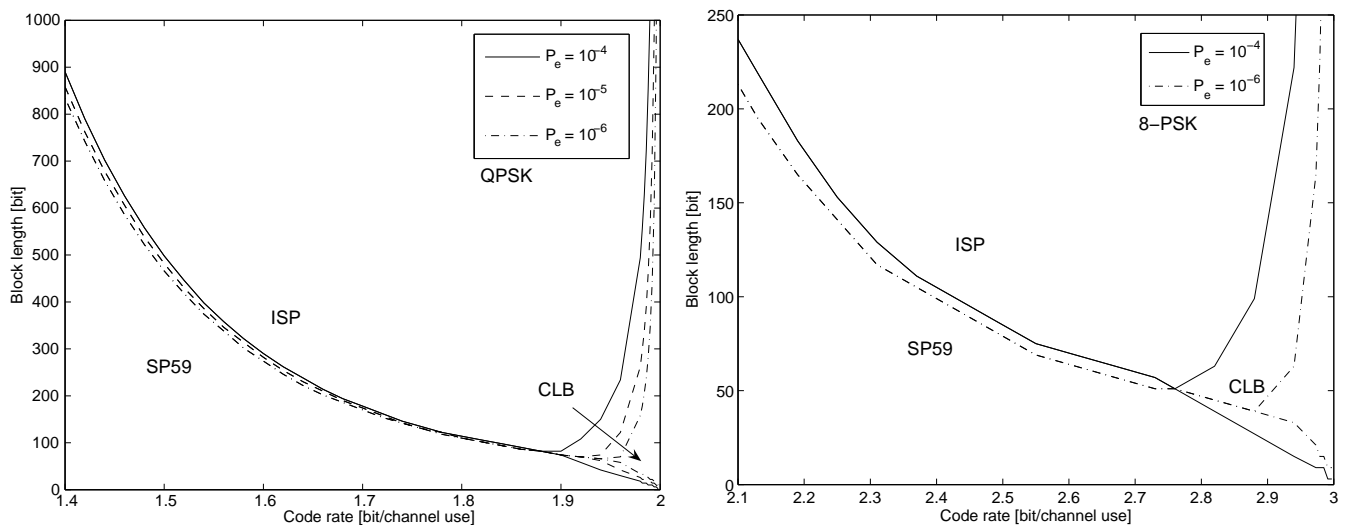 1000
900
800
700
600
500
400
300
200
100
0
Block length [bit]
P_e = 10^−4
P_e = 10^−5
P_e = 10^−6
QPSK
ISP
SP59
CLB
1.4 1.5 1.6 1.7 1.8 1.9 2
Code rate [bit/channel use]
250
200
150
100
50
0
Block length [bit]
P_e = 10^−4
P_e = 10^−6
8−PSK
ISP
SP59
CLB
2.1 2.2 2.3 2.4 2.5 2.6 2.7 2.8 2.9 3
Code rate [bit/channel use]